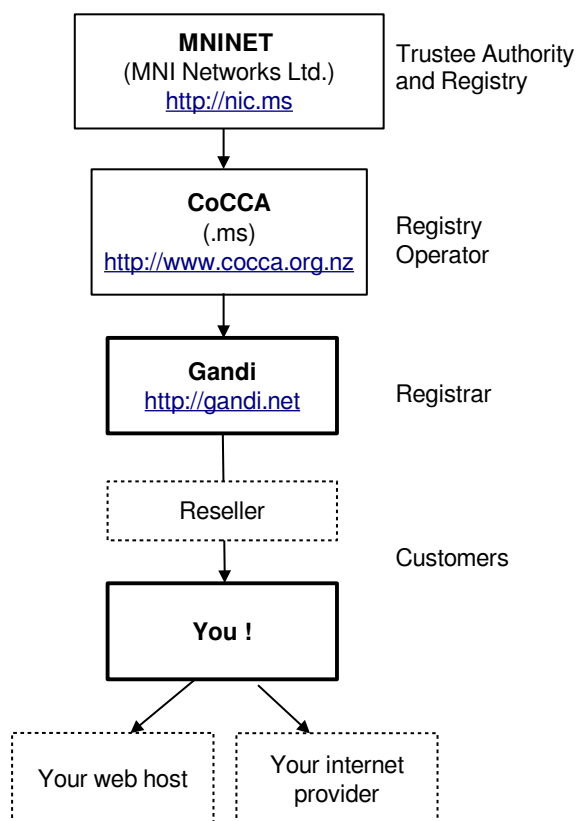 MNINET
(MNI Networks Ltd.)
http://nic.ms
Trustee Authority
and Registry
CoCCA
(.ms)
http://www.cocca.org.nz
Registry
Operator
Gandi
http://gandi.net
Registrar
Reseller
Customers
You !
Your web host
Your internet
provider